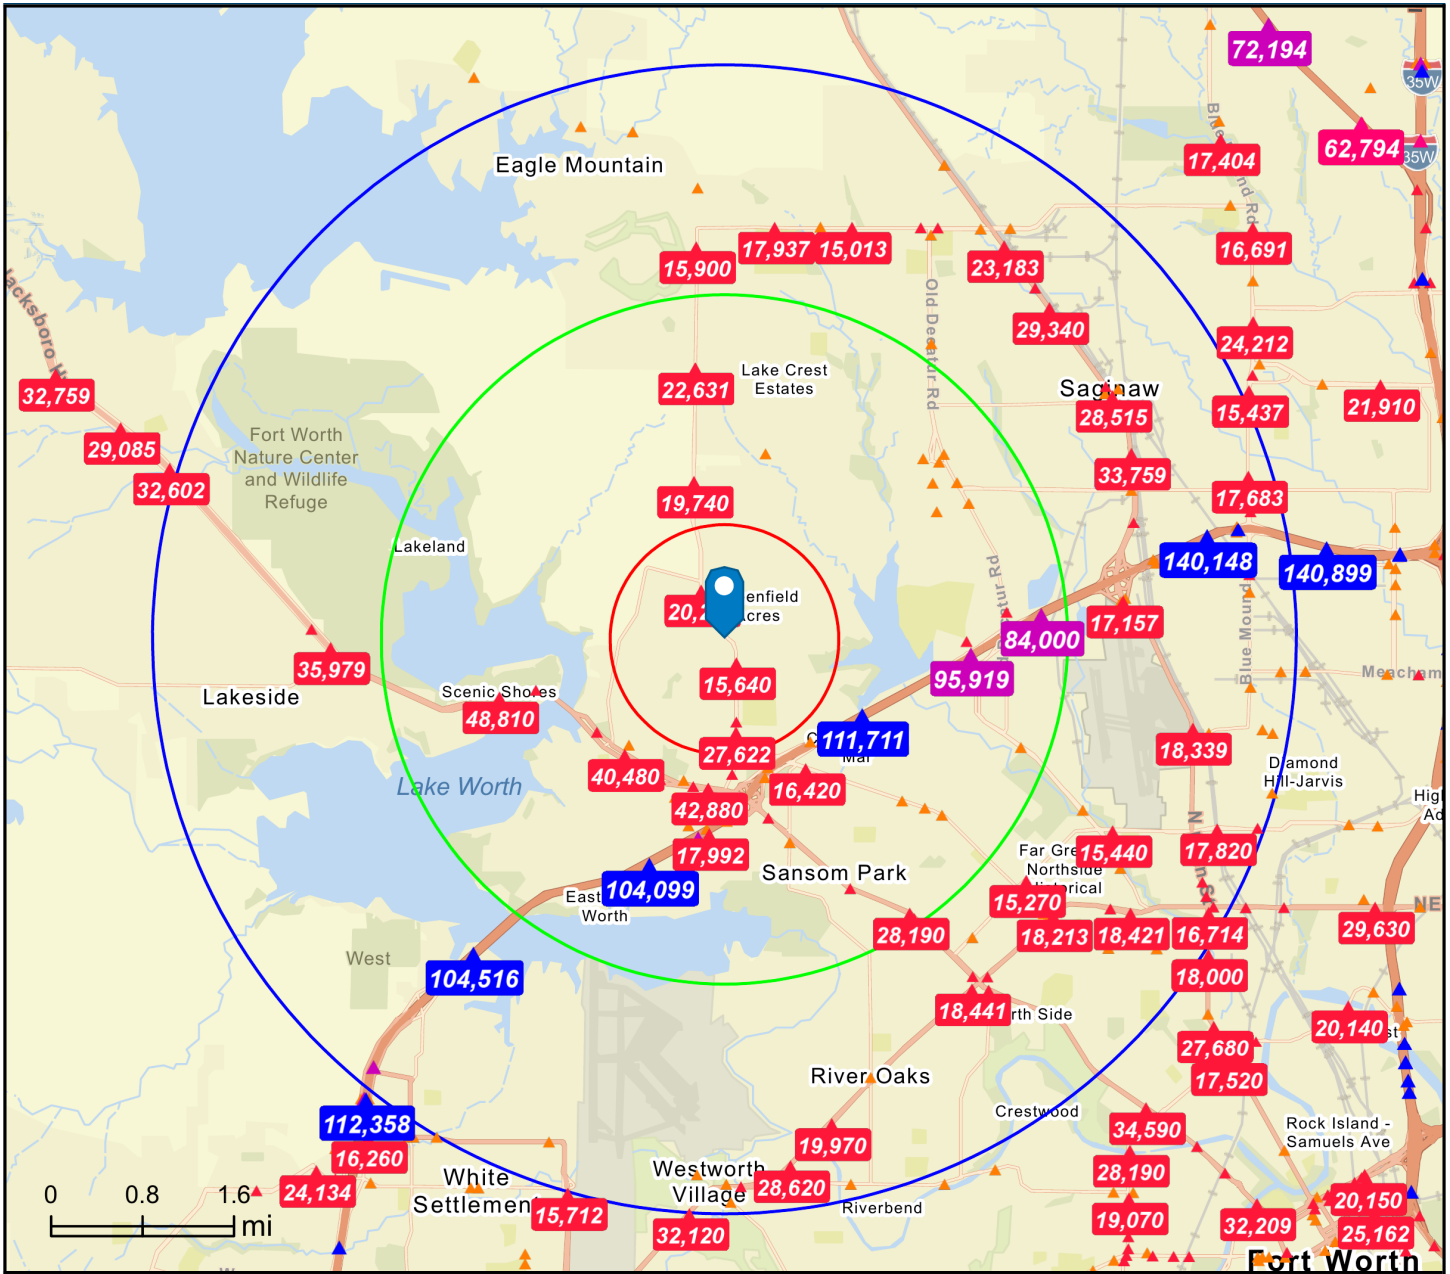 72,194
35W
62,794
35W
17,404
Eagle Mountain
16,691
17,937
15,013
15,900
23,183
29,340
Old Decatur Rd
24,212
Lake Crest
Estates
22,631
Saginaw
32,759
28,515
15,437
21,910
29,085
Fort Worth
Nature Center
and Wildlife
Refuge
33,759
32,602
19,740
17,683
Lakeland
140,148
140,899
enfield
cres
17,157
84,000
Blue Mound
35,979
95,919
Meacham
15,640
Lakeside
Scenic Shores
48,810
111,711
27,622
18,339
40,480
16,420
Diamond
Hill-Jarvis
Lake Worth
42,880
17,992
15,440
17,820
Sansom Park
Northside
104,099
Worth
15,270
28,190
18,213
18,421
16,714
29,630
NE
West
104,516
18,000
18,441
rth Side
20,140
27,680
River Oaks
17,520
Crestwood
112,358
34,590
Rock Island -
Samuels Ave
19,970
16,260
28,190
Westworth
Village
White
Settlement
24,134
28,620
20,150
0 0.8 1.6
mi
15,712
Riverbend
19,070
32,209
32,120
25,162
Fort Worth